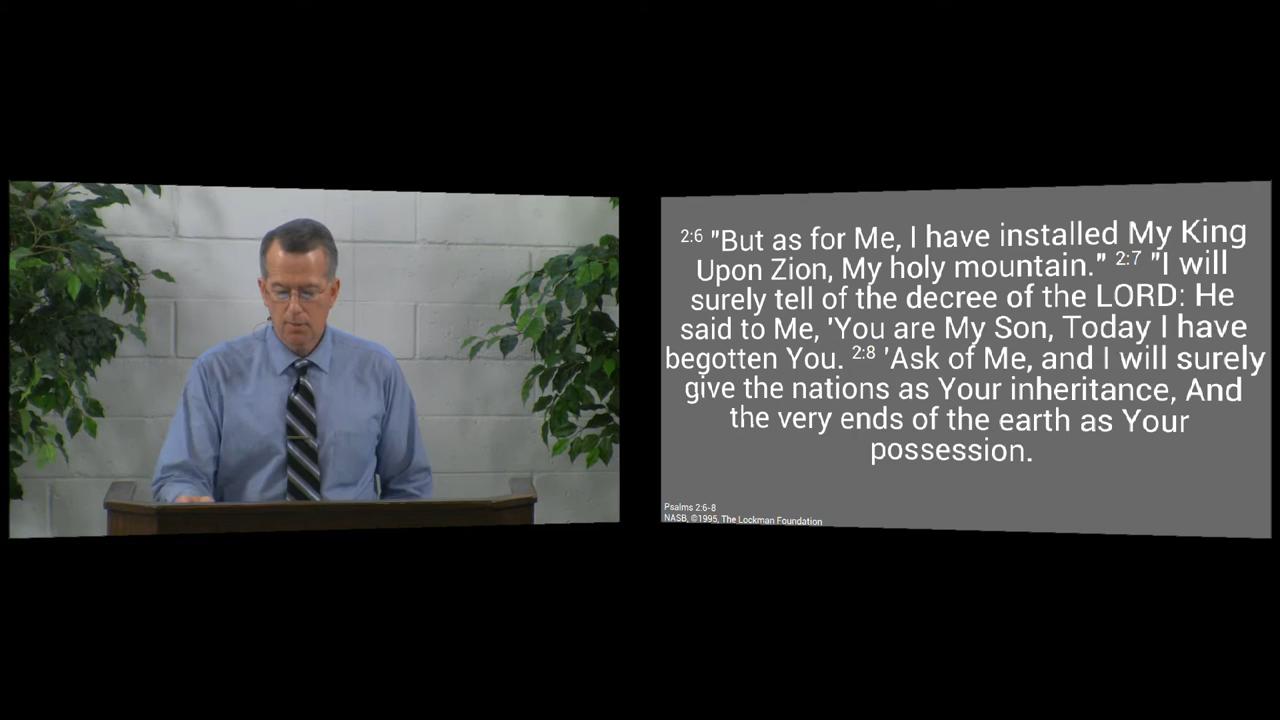 2:6 "But as for Me, I have installed My King
Upon Zion, My holy mountain." 2:7 "I will
surely tell of the decree of the LORD: He
said to Me, 'You are My Son, Today I have
begotten You. 2:8 'Ask of Me, and I will surely
give the nations as Your inheritance, And
the very ends of the earth as Your
possession.
Psalms 2:6-8
NASB, ©1995, The Lockman Foundation